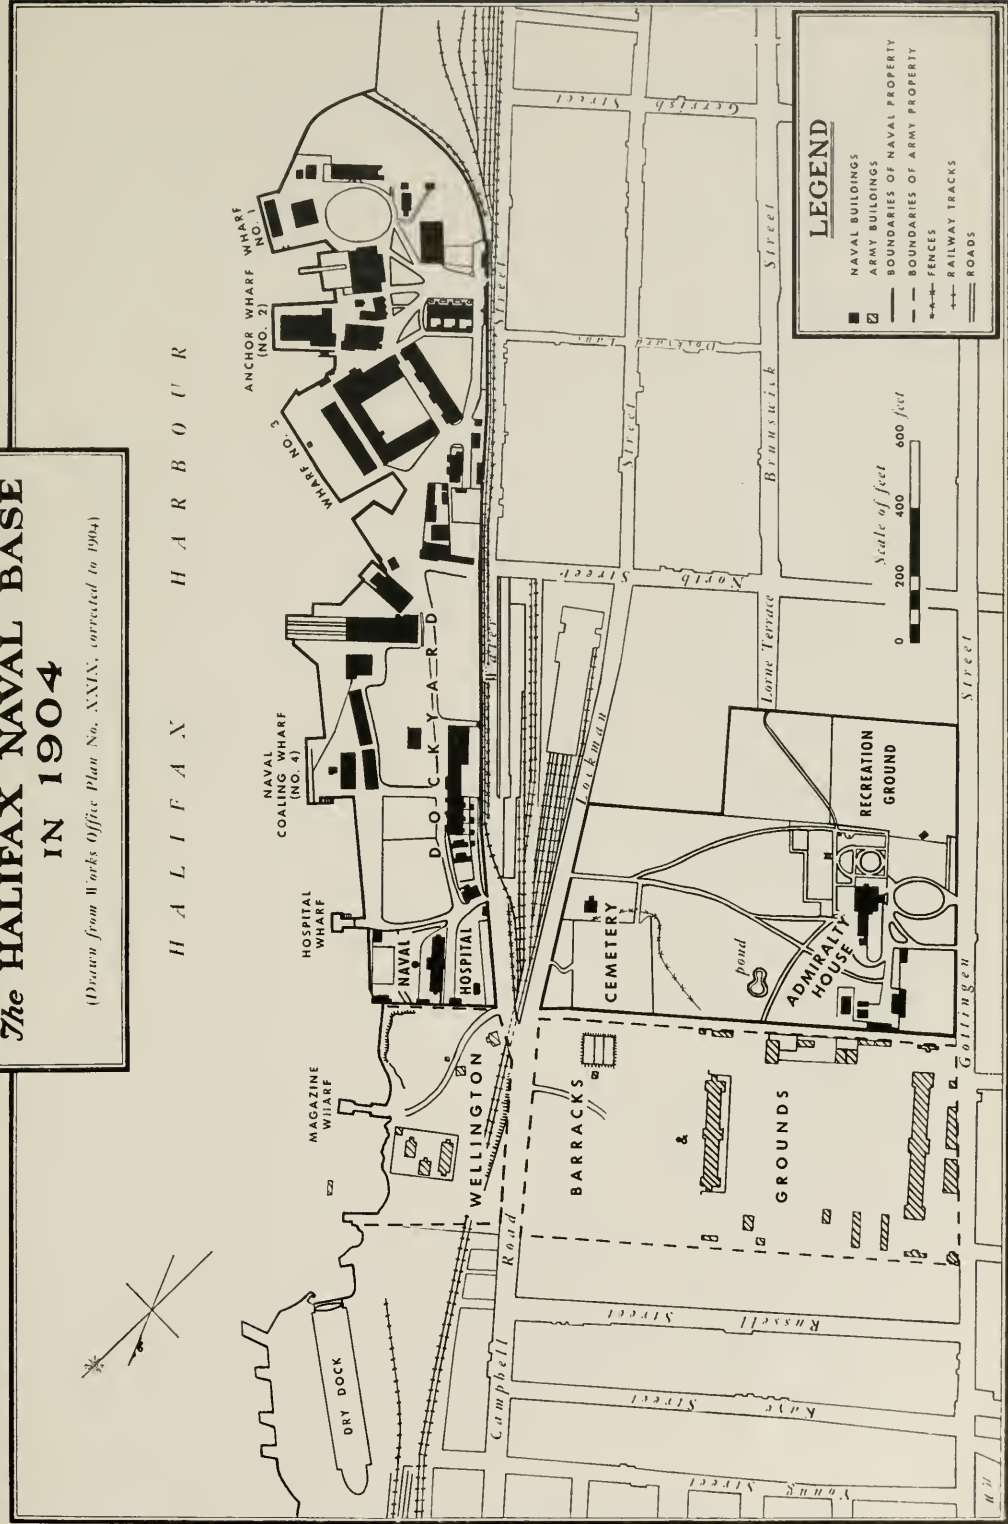 The HALIFAX NAVAL BASE
IN 1904
(Drawn from Works Office Plan No. XXIX, corrected to 1904)
HALIFAX HARBOUR
DRY DOCK
MAGAZINE
WHARF
HOSPITAL
WHARF
NAVAL
COALING WHARF
(NO. 4)
WHARF NO. 3
ANCHOR WHARF
(NO. 2)
WHARF
NO. 1
NAVAL
HOSPITAL
DOCKYARD
WELLINGTON
BARRACKS
&
GROUNDS
CEMETERY
pond
ADMIRALTY
HOUSE
RECREATION
GROUND
Campbell Road
Water Street
Lockman Street
Lorne Terrace
Brunswick Street
Gottingen Street
Young Street
Kaye Street
Russell Street
North Street
Dockyard Lane
Gerrish Street
Scale of feet
0 200 400 600 feet
LEGEND
NAVAL BUILDINGS
ARMY BUILDINGS
BOUNDARIES OF NAVAL PROPERTY
BOUNDARIES OF ARMY PROPERTY
FENCES
RAILWAY TRACKS
ROADS